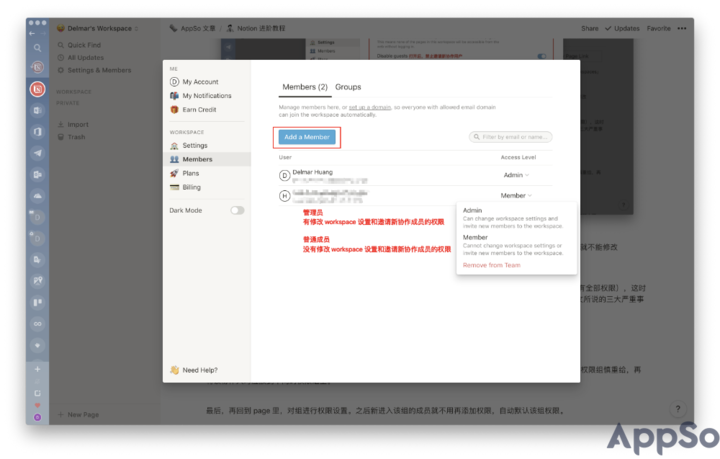 Delmar's Workspace
AppSo 文章 / Notion 进阶教程
Share ✓ Updates Favorite •••
Quick Find
All Updates
Settings & Members
WORKSPACE
PRIVATE
Import
Trash
New Page
ME
My Account
My Notifications
Earn Credit
WORKSPACE
Settings
Members
Plans
Billing
Dark Mode
Need Help?
Members (2) Groups
Manage members here, or set up a domain, so everyone with allowed email domain
can join the workspace automatically.
Add a Member
Filter by email or name...
User Access Level
D Delmar Huang Admin
H Member
管理员
有修改 workspace 设置和邀请新协作成员的权限
普通成员
没有修改 workspace 设置和邀请新协作成员的权限
Admin
Can change workspace settings and
invite new members to the workspace.
Member
Cannot change workspace settings or
invite new members to the workspace.
Remove from Team
就不能修改
有全部权限），这时
所说的三大严重事
权限给慎重给、再
最后，再回到 page 里，对组进行权限设置。之后新进入该组的成员就不用再添加权限，自动默认该组权限。
?
AppSo